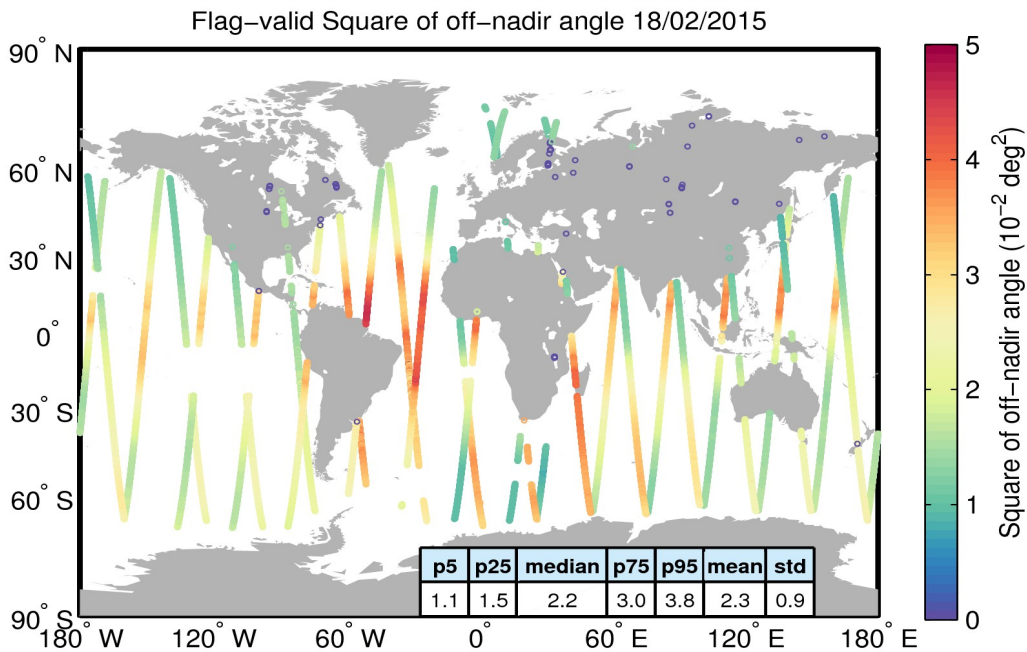 Flag-valid Square of off-nadir angle 18/02/2015
90° N
60° N
30° N
0°
30° S
60° S
90° S
180° W
120° W
60° W
0°
60° E
120° E
180° E
p5 p25 median p75 p95 mean std
1.1 1.5 2.2 3.0 3.8 2.3 0.9
5
4
3
2
1
0
Square of off-nadir angle (10⁻² deg²)